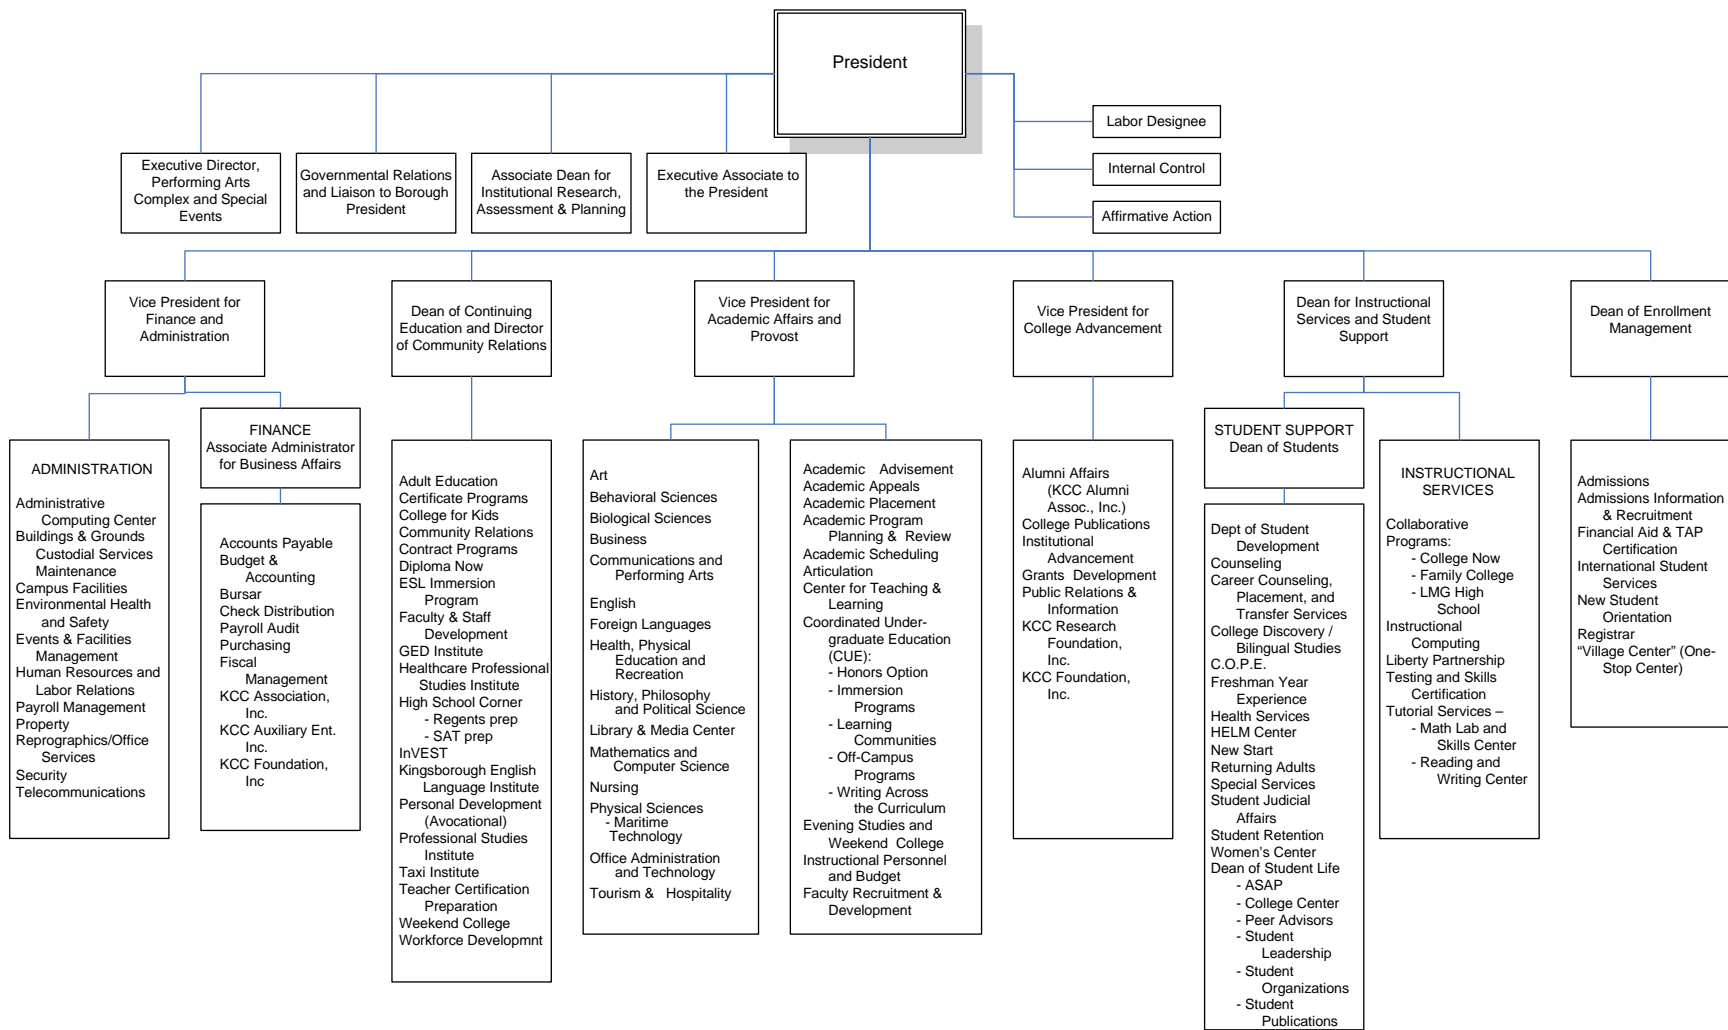 President
Labor Designee
Internal Control
Affirmative Action
Executive Director,
Performing Arts
Complex and Special
Events
Governmental Relations
and Liaison to Borough
President
Associate Dean for
Institutional Research,
Assessment & Planning
Executive Associate to
the President
Vice President for
Finance and
Administration
Dean of Continuing
Education and Director
of Community Relations
Vice President for
Academic Affairs and
Provost
Vice President for
College Advancement
Dean for Instructional
Services and Student
Support
Dean of Enrollment
Management
ADMINISTRATION
Administrative
Computing Center
Buildings & Grounds
Custodial Services
Maintenance
Campus Facilities
Environmental Health
and Safety
Events & Facilities
Management
Human Resources and
Labor Relations
Payroll Management
Property
Reprographics/Office
Services
Security
Telecommunications
FINANCE
Associate Administrator
for Business Affairs
Accounts Payable
Budget &
Accounting
Bursar
Check Distribution
Payroll Audit
Purchasing
Fiscal
Management
KCC Association,
Inc.
KCC Auxiliary Ent.
Inc.
KCC Foundation,
Inc
Adult Education
Certificate Programs
College for Kids
Community Relations
Contract Programs
Diploma Now
ESL Immersion
Program
Faculty & Staff
Development
GED Institute
Healthcare Professional
Studies Institute
High School Corner
- Regents prep
- SAT prep
InVEST
Kingsborough English
Language Institute
Personal Development
(Avocational)
Professional Studies
Institute
Taxi Institute
Teacher Certification
Preparation
Weekend College
Workforce Developmnt
Art
Behavioral Sciences
Biological Sciences
Business
Communications and
Performing Arts
English
Foreign Languages
Health, Physical
Education and
Recreation
History, Philosophy
and Political Science
Library & Media Center
Mathematics and
Computer Science
Nursing
Physical Sciences
- Maritime
Technology
Office Administration
and Technology
Tourism & Hospitality
Academic Advisement
Academic Appeals
Academic Placement
Academic Program
Planning & Review
Academic Scheduling
Articulation
Center for Teaching &
Learning
Coordinated Under-
graduate Education
(CUE):
- Honors Option
- Immersion
Programs
- Learning
Communities
- Off-Campus
Programs
- Writing Across
the Curriculum
Evening Studies and
Weekend College
Instructional Personnel
and Budget
Faculty Recruitment &
Development
Alumni Affairs
(KCC Alumni
Assoc., Inc.)
College Publications
Institutional
Advancement
Grants Development
Public Relations &
Information
KCC Research
Foundation,
Inc.
KCC Foundation,
Inc.
STUDENT SUPPORT
Dean of Students
Dept of Student
Development
Counseling
Career Counseling,
Placement, and
Transfer Services
College Discovery /
Bilingual Studies
C.O.P.E.
Freshman Year
Experience
Health Services
HELM Center
New Start
Returning Adults
Special Services
Student Judicial
Affairs
Student Retention
Women's Center
Dean of Student Life
- ASAP
- College Center
- Peer Advisors
- Student
Leadership
- Student
Organizations
- Student
Publications
INSTRUCTIONAL
SERVICES
Collaborative
Programs:
- College Now
- Family College
- LMG High
School
Instructional
Computing
Liberty Partnership
Testing and Skills
Certification
Tutorial Services –
- Math Lab and
Skills Center
- Reading and
Writing Center
Admissions
Admissions Information
& Recruitment
Financial Aid & TAP
Certification
International Student
Services
New Student
Orientation
Registrar
“Village Center” (One-
Stop Center)